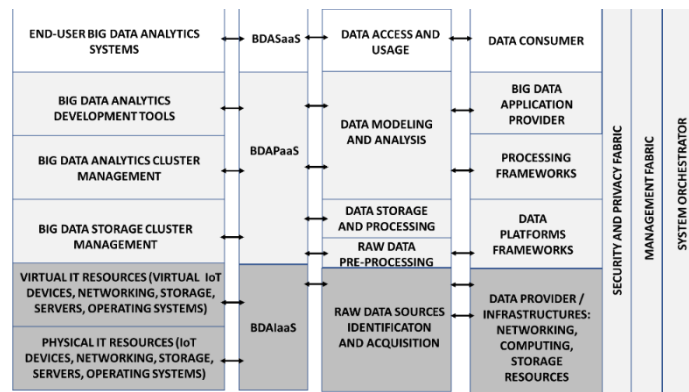 END-USER BIG DATA ANALYTICS
SYSTEMS
BDASaaS
DATA ACCESS AND
USAGE
DATA CONSUMER
BIG DATA ANALYTICS
DEVELOPMENT TOOLS
BIG DATA ANALYTICS CLUSTER
MANAGEMENT
BIG DATA STORAGE CLUSTER
MANAGEMENT
BDAPaaS
DATA MODELING
AND ANALYSIS
DATA STORAGE
AND PROCESSING
RAW DATA
PRE-PROCESSING
BIG DATA
APPLICATION
PROVIDER
PROCESSING
FRAMEWORKS
DATA
PLATFORMS
FRAMEWORKS
VIRTUAL IT RESOURCES (VIRTUAL IoT
DEVICES, NETWORKING, STORAGE,
SERVERS, OPERATING SYSTEMS)
PHYSICAL IT RESOURCES (IoT
DEVICES, NETWORKING, STORAGE,
SERVERS, OPERATING SYSTEMS)
BDAIaaS
RAW DATA SOURCES
IDENTIFICATON
AND ACQUISITION
DATA PROVIDER /
INFRASTRUCTURES:
NETWORKING,
COMPUTING,
STORAGE
RESOURCES
SECURITY AND PRIVACY FABRIC
MANAGEMENT FABRIC
SYSTEM ORCHESTRATOR